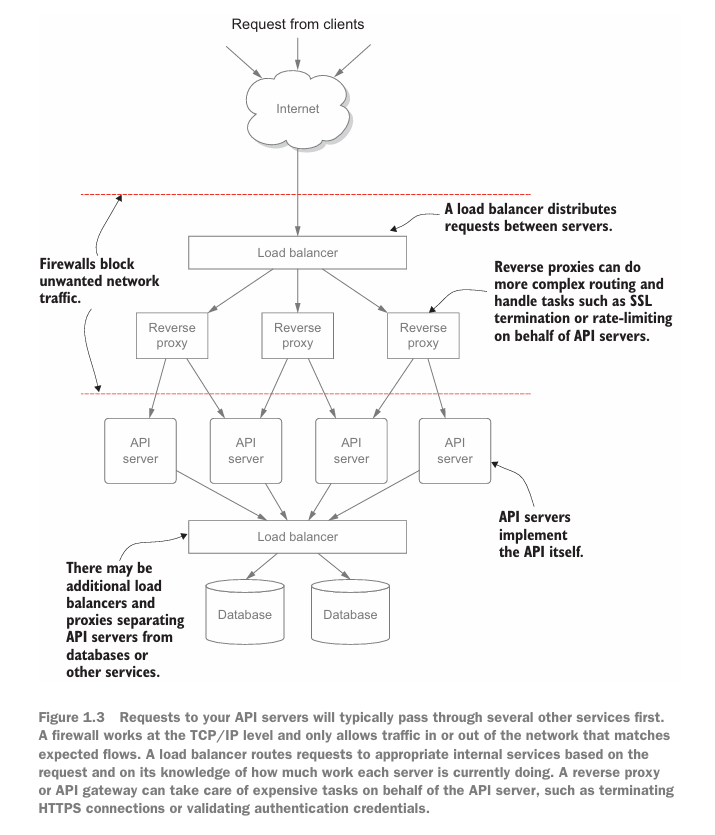 Request from clients
Internet
A load balancer distributes
requests between servers.
Load balancer
Firewalls block
unwanted network
traffic.
Reverse proxies can do
more complex routing and
handle tasks such as SSL
termination or rate-limiting
on behalf of API servers.
Reverse
proxy
Reverse
proxy
Reverse
proxy
API
server
API
server
API
server
API
server
API servers
implement
the API itself.
Load balancer
There may be
additional load
balancers and
proxies separating
API servers from
databases or
other services.
Database
Database
Figure 1.3 Requests to your API servers will typically pass through several other services first.
A firewall works at the TCP/IP level and only allows traffic in or out of the network that matches
expected flows. A load balancer routes requests to appropriate internal services based on the
request and on its knowledge of how much work each server is currently doing. A reverse proxy
or API gateway can take care of expensive tasks on behalf of the API server, such as terminating
HTTPS connections or validating authentication credentials.